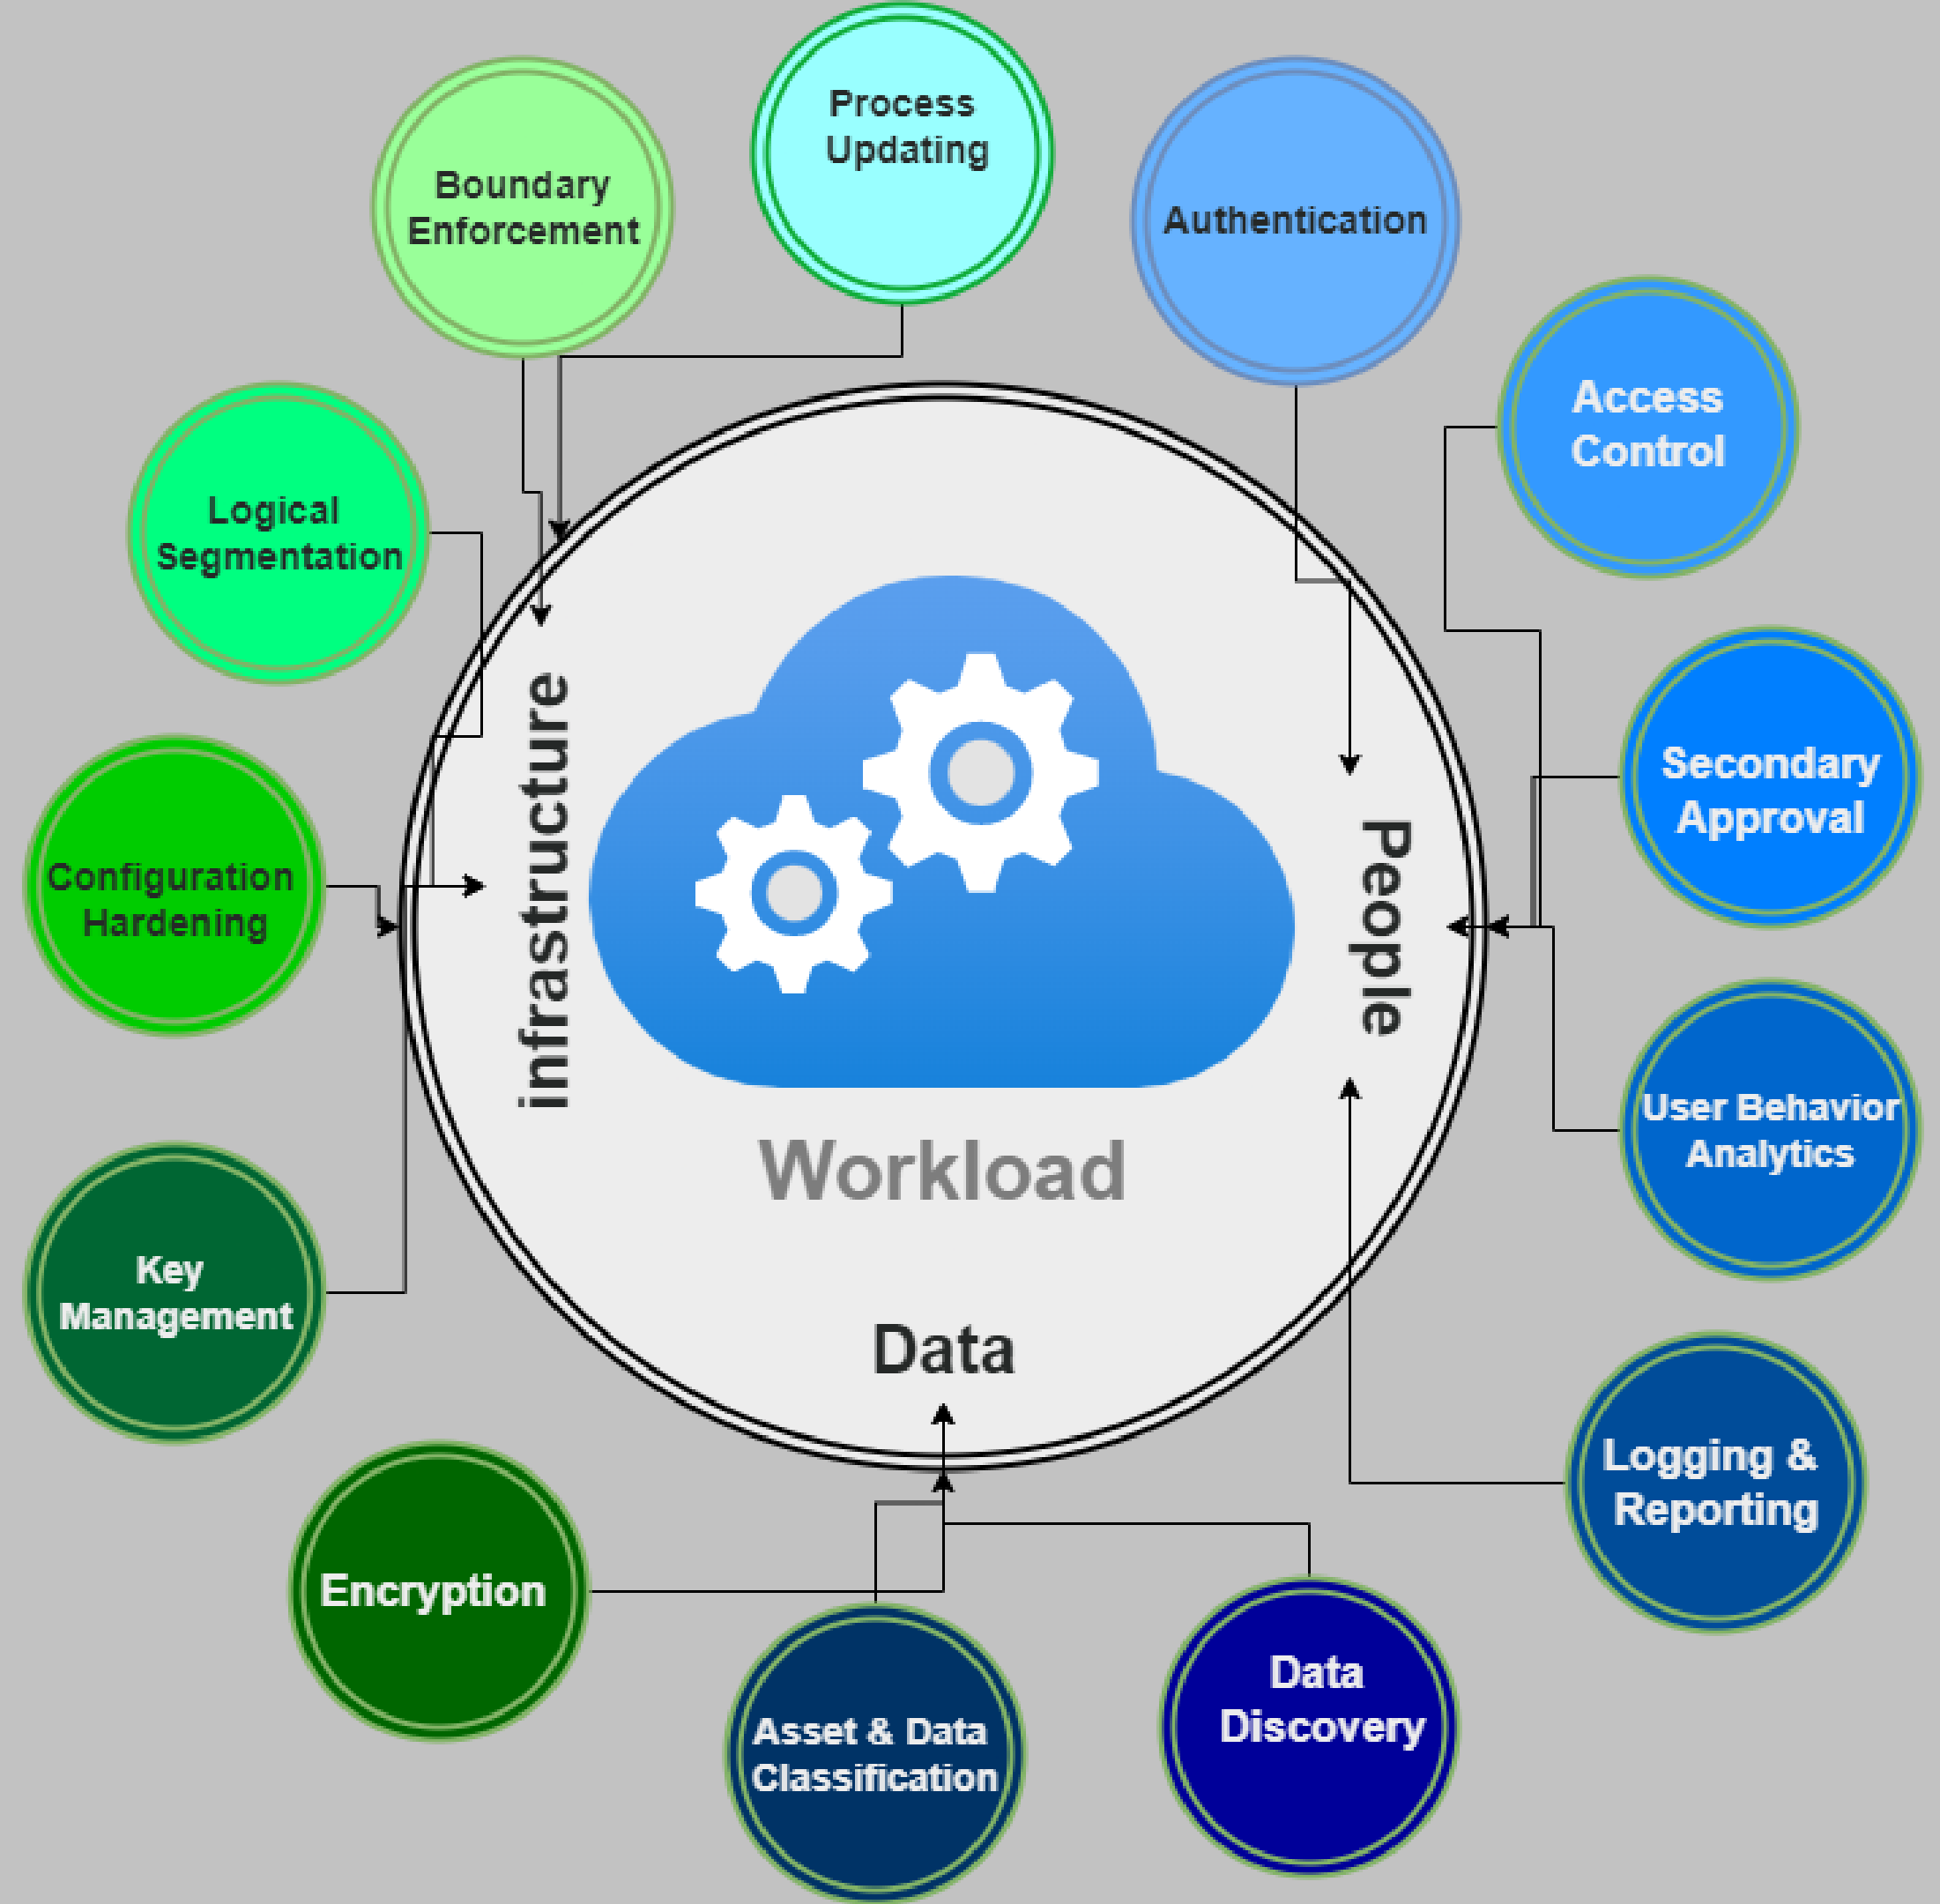 Process
Updating
Boundary
Enforcement
Authentication
Access
Control
Logical
Segmentation
Secondary
Approval
Configuration
Hardening
infrastructure
People
User Behavior
Analytics
Workload
Key
Management
Data
Logging &
Reporting
Encryption
Data
Discovery
Asset & Data
Classification